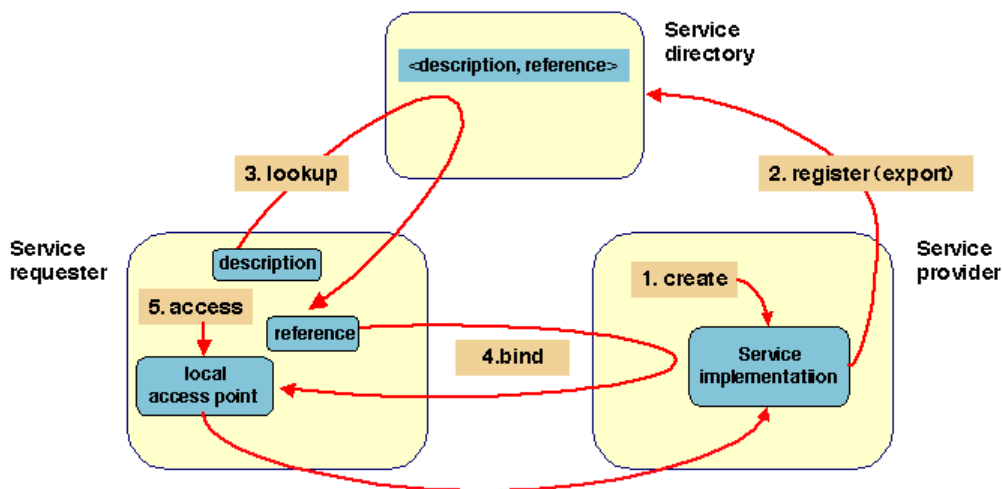 Service
directory
<description, reference>
3. lookup
2. register (export)
Service
requester
description
Service
provider
1. create
5. access
reference
4.bind
Service
implementatiion
local
access point